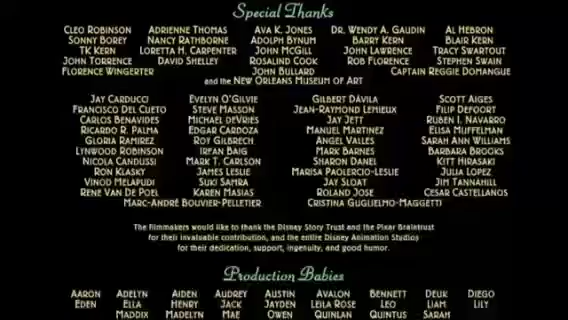 Special Thanks
Cleo Robinson Adrienne Thomas Ava K. Jones Dr. Wendy A. Gaudin Al Hebron
Sonny Borey Nancy Rathborne Adolph Bynum Barry Kern Blair Kern
TK Kern Loretta H. Carpenter John McGill John Lawrence Tracy Swartout
John Torrence David Shelley Rosalind Cook Rob Florence Stephen Swain
Florence Wingerter John Bullard Captain Reggie Domangue
and the New Orleans Museum of Art
Jay Carducci Evelyn O'Gilvie Gilbert Dávila Scott Aiges
Francisco Del Cueto Steve Masson Jean-Raymond Lemieux Filip Defoort
Carlos Benavides Michael deVries Jay Jett Ruben I. Navarro
Ricardo R. Palma Edgar Cardoza Manuel Martinez Elisa Muffelman
Gloria Ramirez Roy Gilbrech Angel Valles Sarah Ann Williams
Lynwood Robinson Irfan Baig Mark Barnes Barbara Brooks
Nicola Candussi Mark T. Carlson Sharon Danel Kitt Hirasaki
Ron Klasky James Leslie Marisa Paolercio-Leslie Julia Lopez
Vinod Melapudi Suki Samra Jay Sloat Jim Tannahill
Rene Van De Pol Karen Masias Roland Jose Cesar Castellanos
Marc-André Bouvier-Pelletier Cristina Guglielmo-Maggetti
The filmmakers would like to thank the Disney Story Trust and the Pixar Braintrust
for their invaluable contribution, and the entire Disney Animation Studios
for their dedication, support, ingenuity, and good humor.
Production Babies
Aaron Adelyn Aiden Audrey Austin Avalon Bennett Deuk Diego
Eden Ella Henry Jack Jayden Leila Rose Leo Liam Lily
Maddix Madelyn Mae Owen Quinlan Quintus Sarah